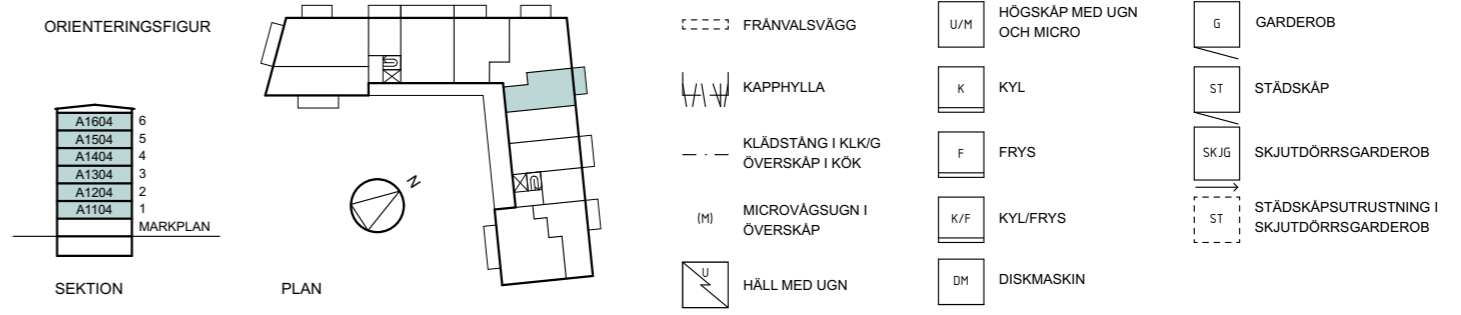 ORIENTERINGSFIGUR
A1604 6
A1504 5
A1404 4
A1304 3
A1204 2
A1104 1
MARKPLAN
SEKTION
PLAN
N
FRÅNVALSVÄGG
KAPPHYLLA
KLÄDSTÅNG I KLK/G
ÖVERSKÅP I KÖK
(M) MICROVÅGSUGN I
ÖVERSKÅP
U HÄLL MED UGN
U/M HÖGSKÅP MED UGN
OCH MICRO
K KYL
F FRYS
K/F KYL/FRYS
DM DISKMASKIN
G GARDEROB
ST STÄDSKÅP
SKJG SKJUTDÖRRSGARDEROB
ST STÄDSKÅPSUTRUSTNING I
SKJUTDÖRRSGARDEROB